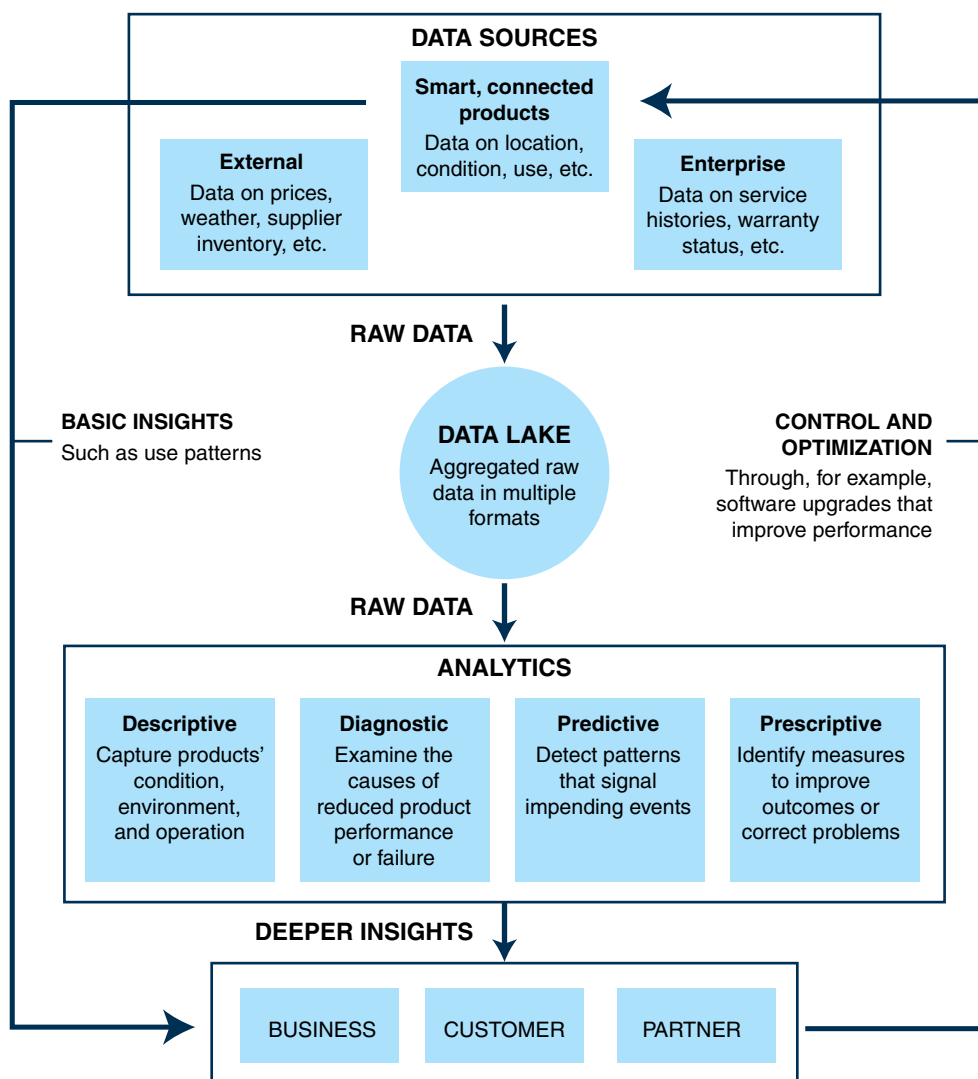 DATA SOURCES
Smart, connected
products
Data on location,
condition, use, etc.
External
Data on prices,
weather, supplier
inventory, etc.
Enterprise
Data on service
histories, warranty
status, etc.
RAW DATA
BASIC INSIGHTS
Such as use patterns
DATA LAKE
Aggregated raw
data in multiple
formats
CONTROL AND
OPTIMIZATION
Through, for example,
software upgrades that
improve performance
RAW DATA
ANALYTICS
Descriptive
Capture products'
condition,
environment,
and operation
Diagnostic
Examine the
causes of
reduced product
performance
or failure
Predictive
Detect patterns
that signal
impending events
Prescriptive
Identify measures
to improve
outcomes or
correct problems
DEEPER INSIGHTS
BUSINESS
CUSTOMER
PARTNER